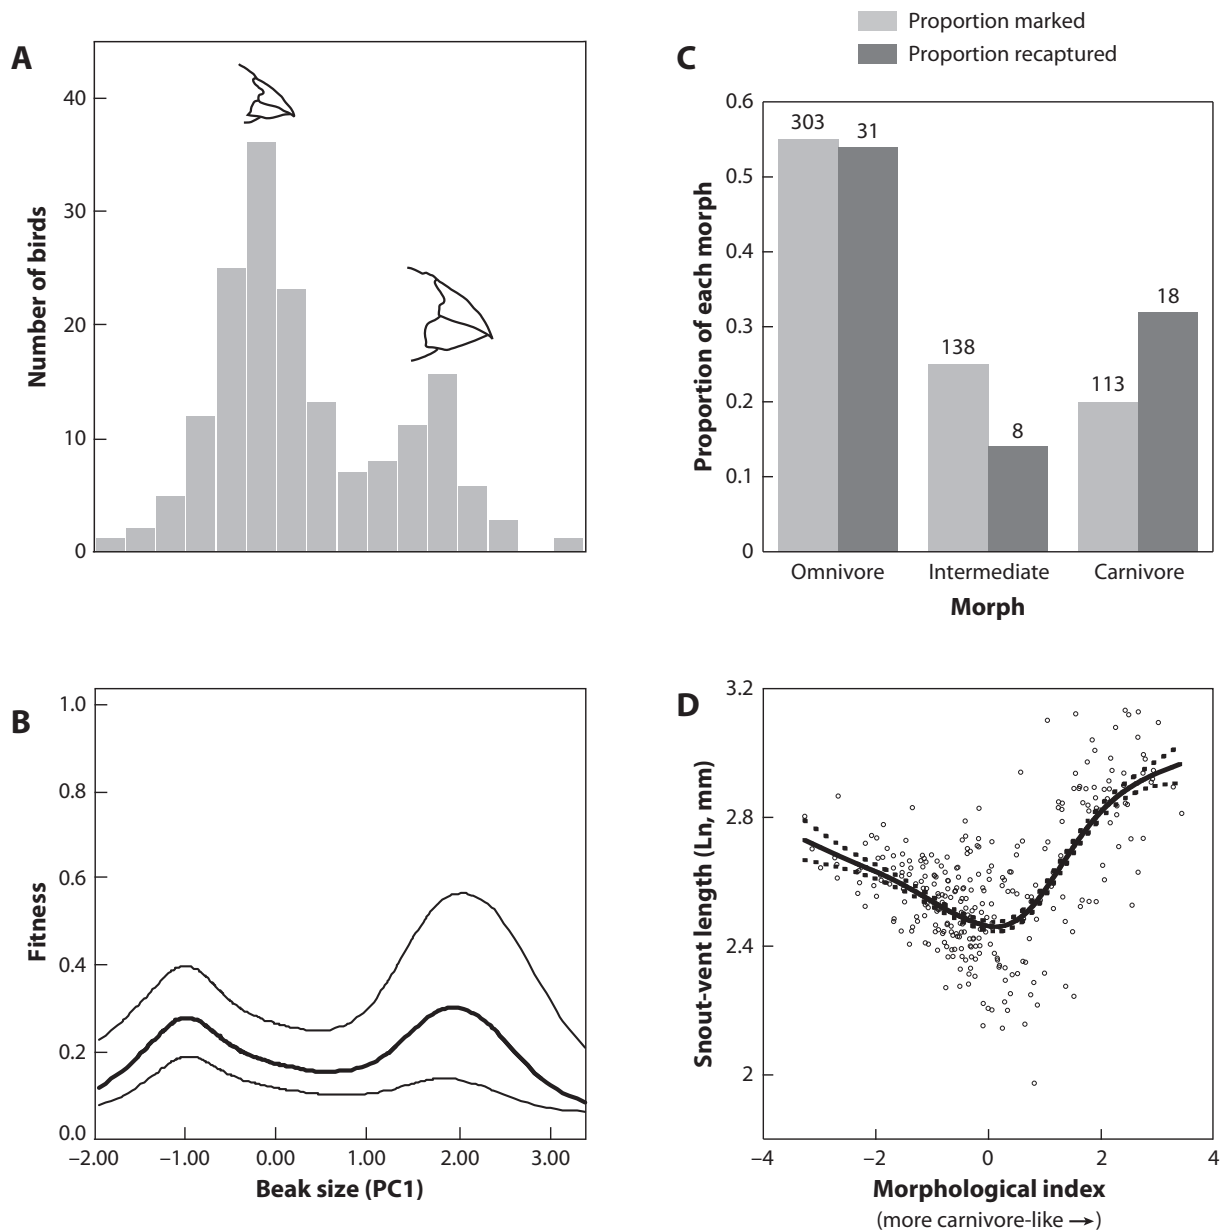 A
Number of birds
40
30
20
10
0
Proportion marked
Proportion recaptured
C
Proportion of each morph
0.6
0.5
0.4
0.3
0.2
0.1
0
303
31
138
8
113
18
Omnivore
Intermediate
Carnivore
Morph
B
Fitness
1.0
0.8
0.6
0.4
0.2
0.0
−2.00
−1.00
0.00
1.00
2.00
3.00
Beak size (PC1)
D
Snout-vent length (Ln, mm)
3.2
2.8
2.4
2
−4
−2
0
2
4
Morphological index
(more carnivore-like →)